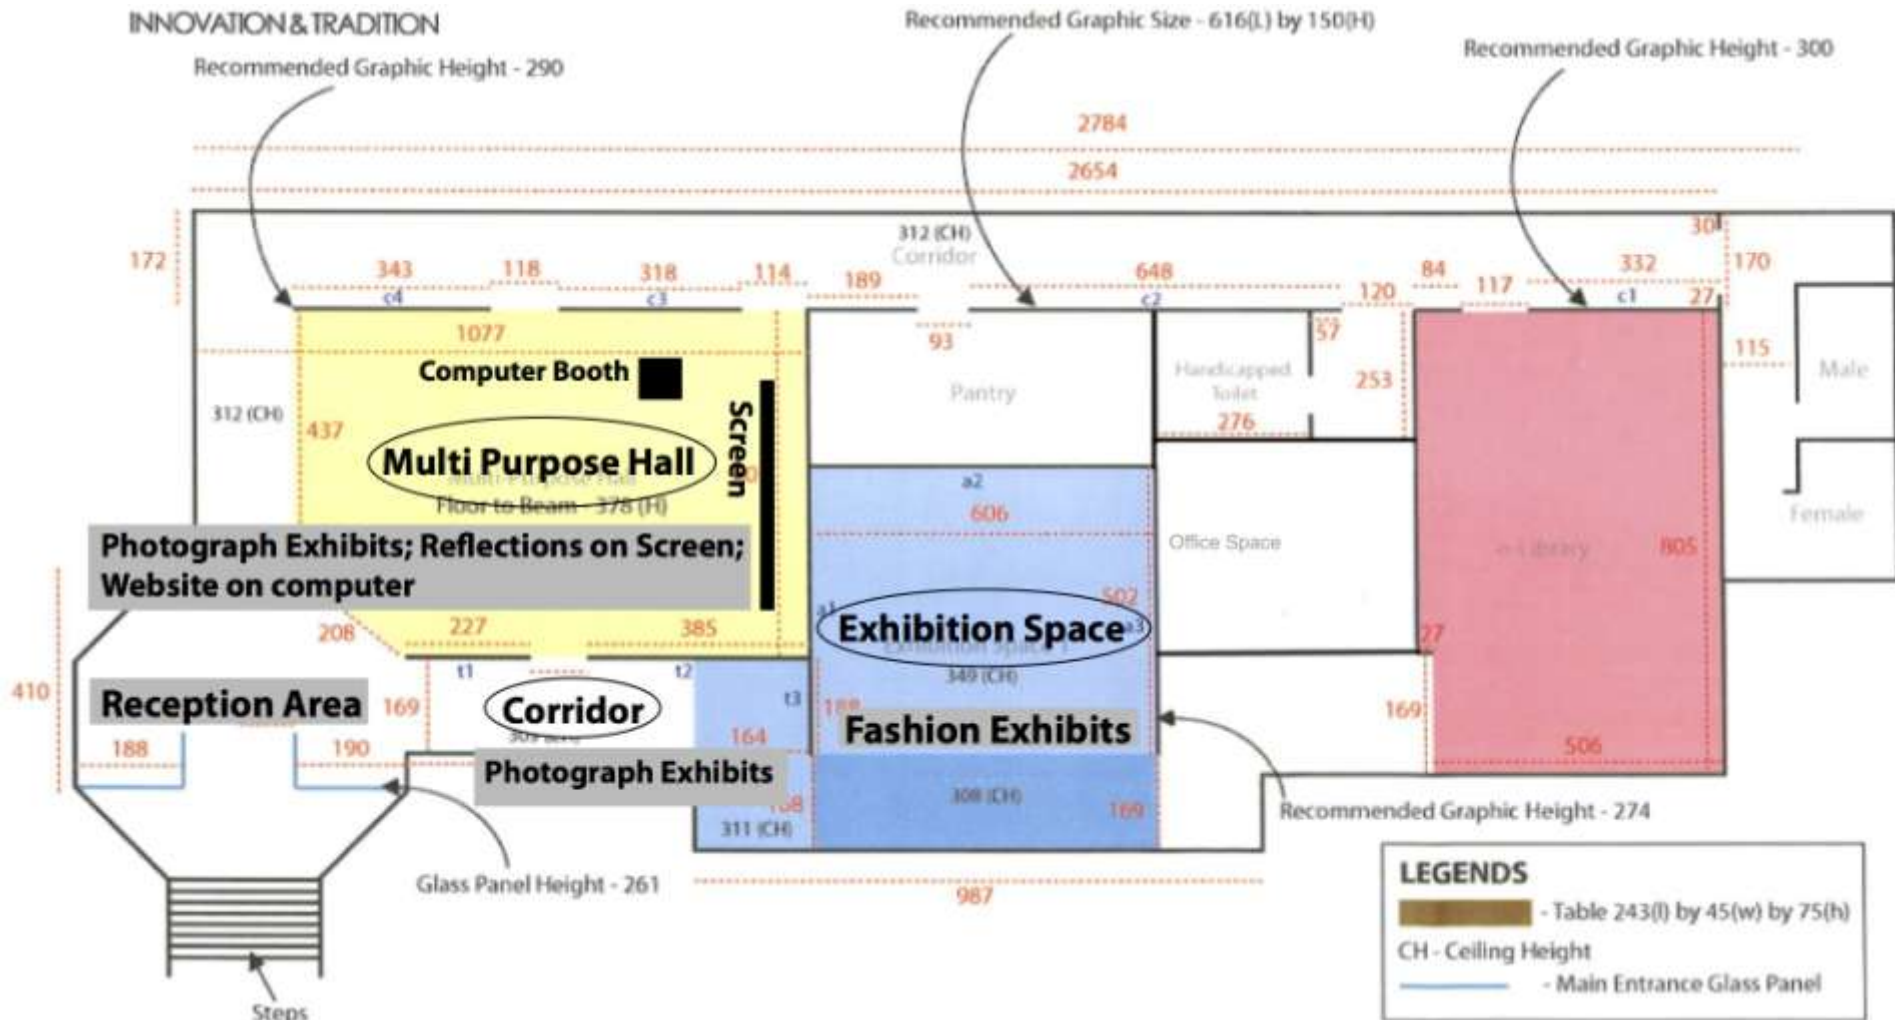 INNOVATION & TRADITION
Recommended Graphic Size - 616(L) by 150(H)
Recommended Graphic Height - 290
Recommended Graphic Height - 300
2784
2654
172
312 (CH)
Corridor
30
170
343
118
318
114
189
648
84
117
332
120
27
c4
c3
c2
c1
1077
93
57
115
Computer Booth
Pantry
Handicapped
Toilet
253
Male
312 (CH)
437
Screen
276
Multi Purpose Hall
Floor to Beam - 378 (H)
a2
606
Female
Photograph Exhibits; Reflections on Screen;
Website on computer
Office Space
e-Library
805
502
a1
Exhibition Space
a3
208
227
385
27
Exhibition Space 1
349 (CH)
410
t1
t2
t3
Reception Area
169
Corridor
188
Fashion Exhibits
169
188
190
164
506
Photograph Exhibits
308 (CH)
169
311 (CH)
Recommended Graphic Height - 274
Glass Panel Height - 261
987
LEGENDS
- Table 243(l) by 45(w) by 75(h)
CH - Ceiling Height
- Main Entrance Glass Panel
Steps